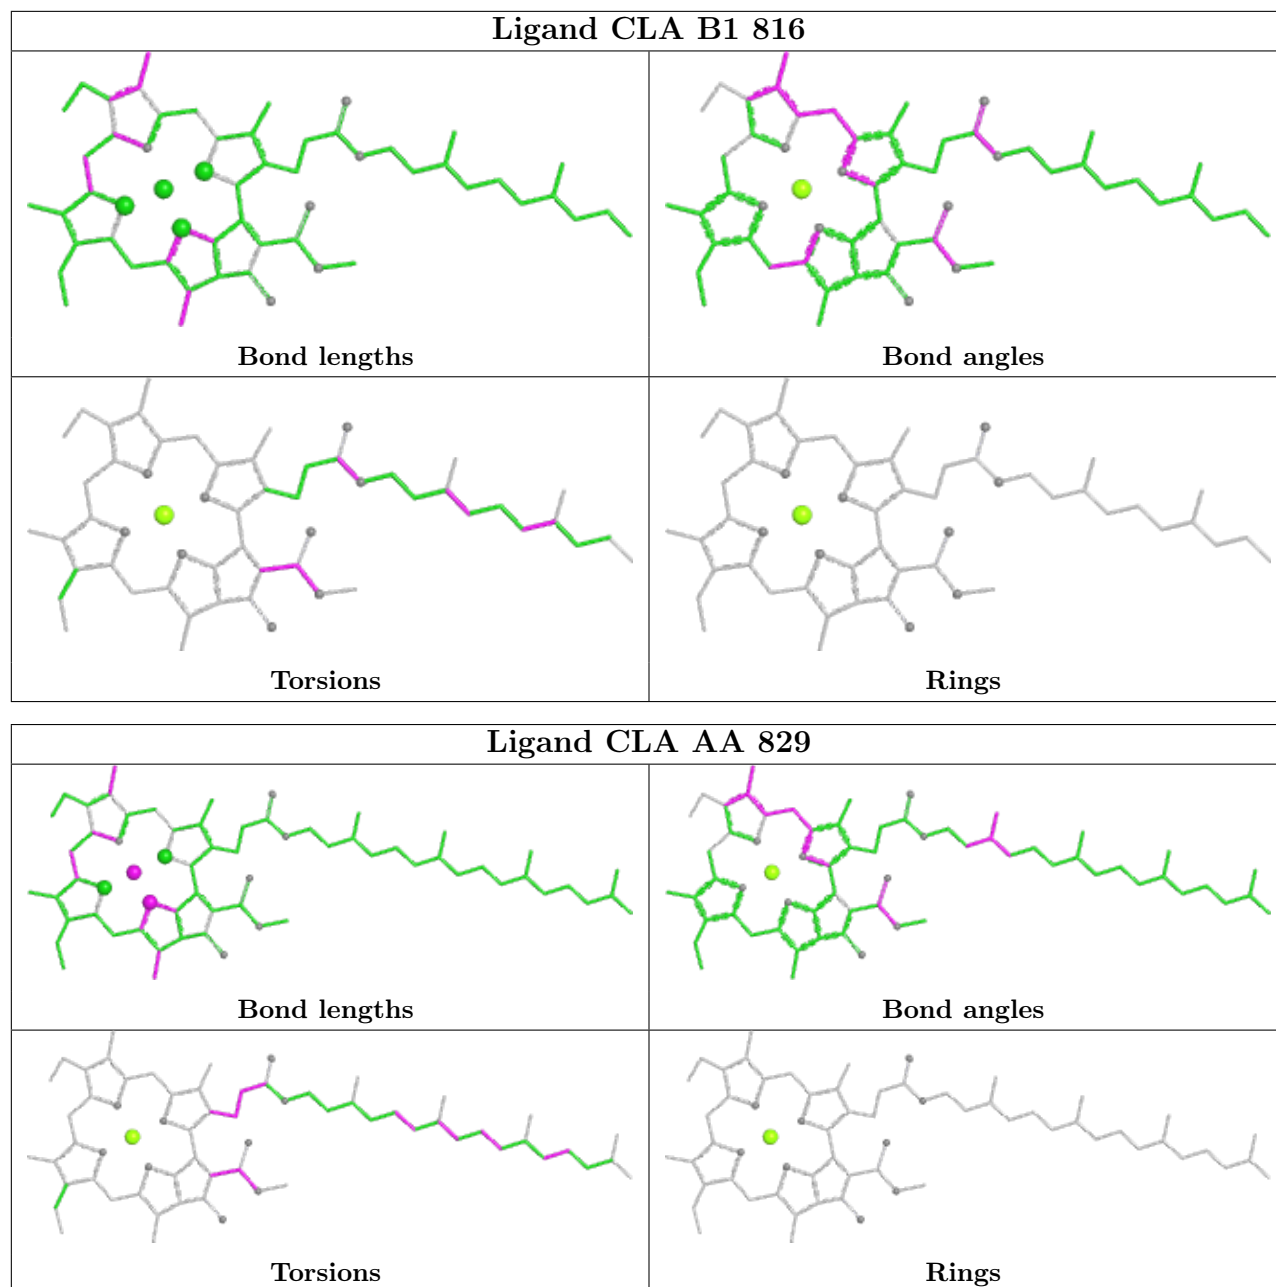 Ligand CLA B1 816
Bond lengths
Bond angles
Torsions
Rings
Ligand CLA AA 829
Bond lengths
Bond angles
Torsions
Rings